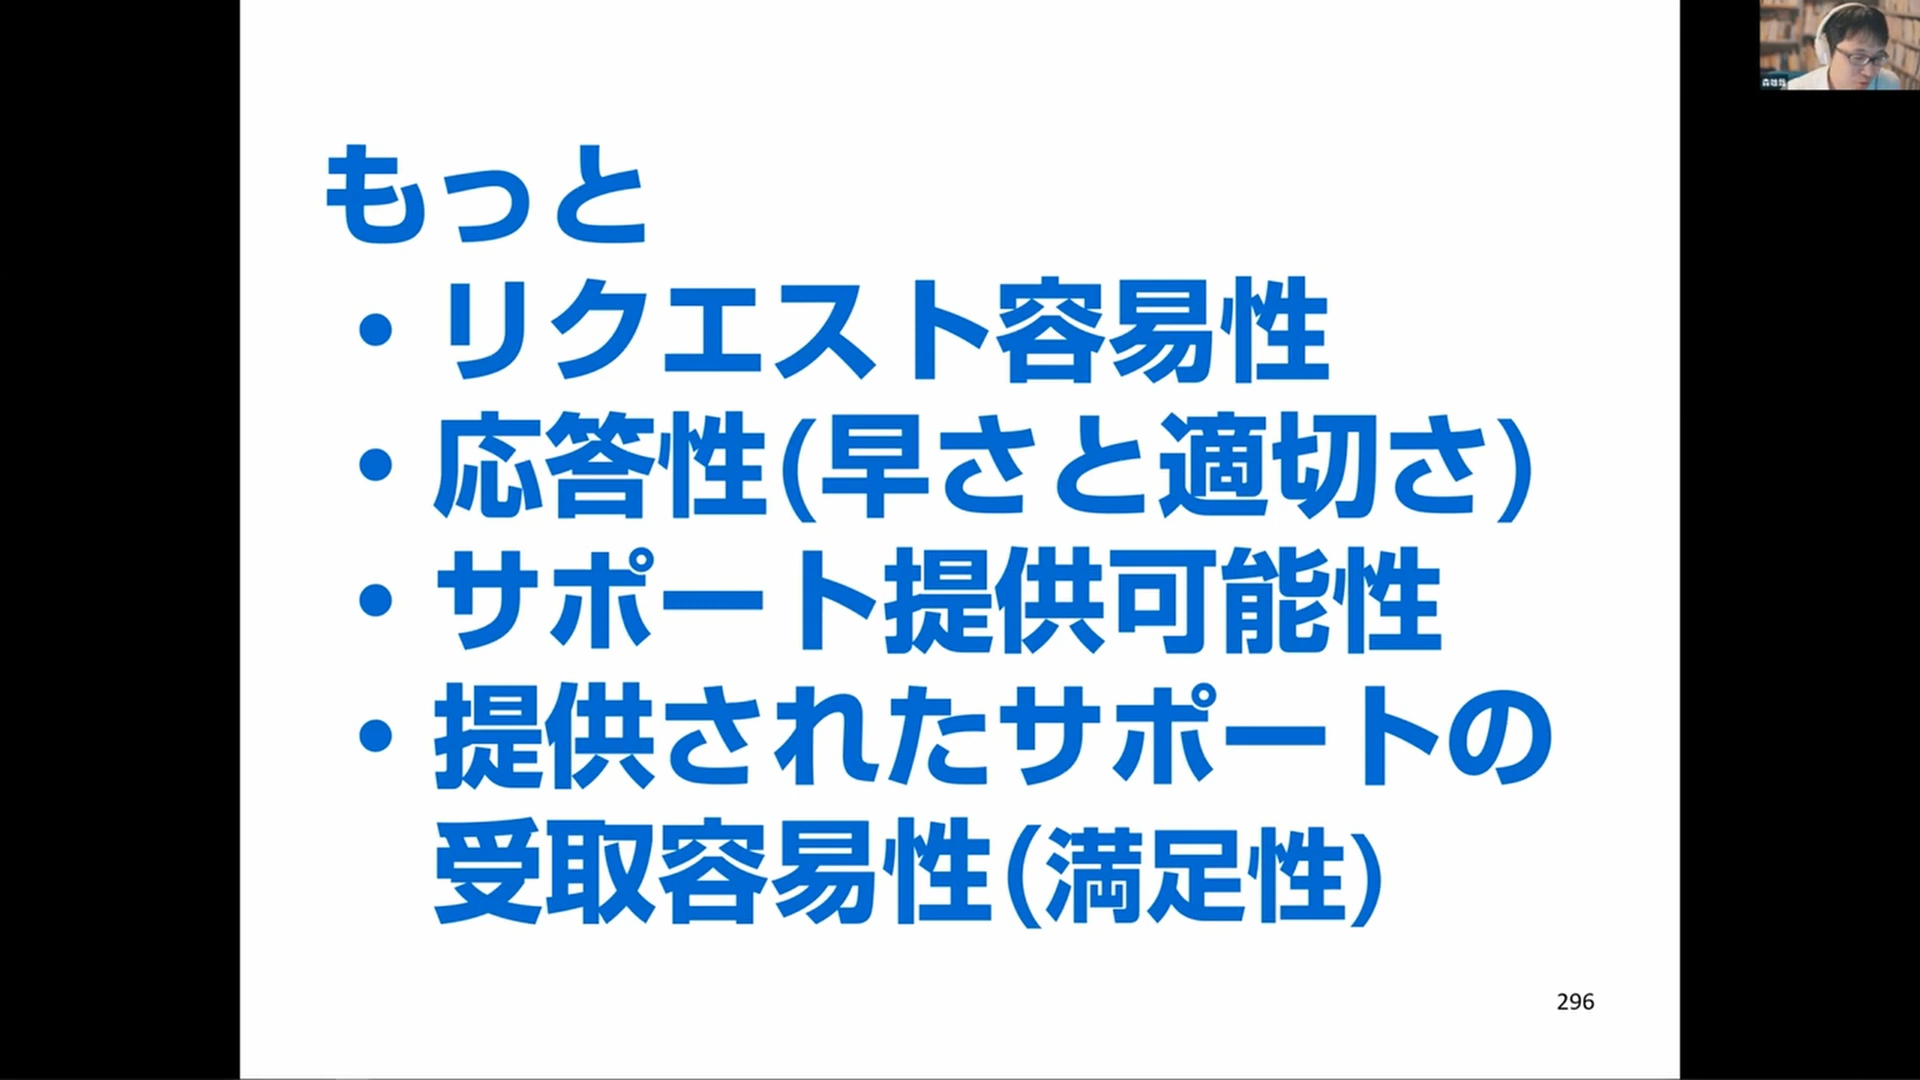 もっと
・リクエスト容易性
・応答性(早さと適切さ)
・サポート提供可能性
・提供されたサポートの
受取容易性(満足性)
296